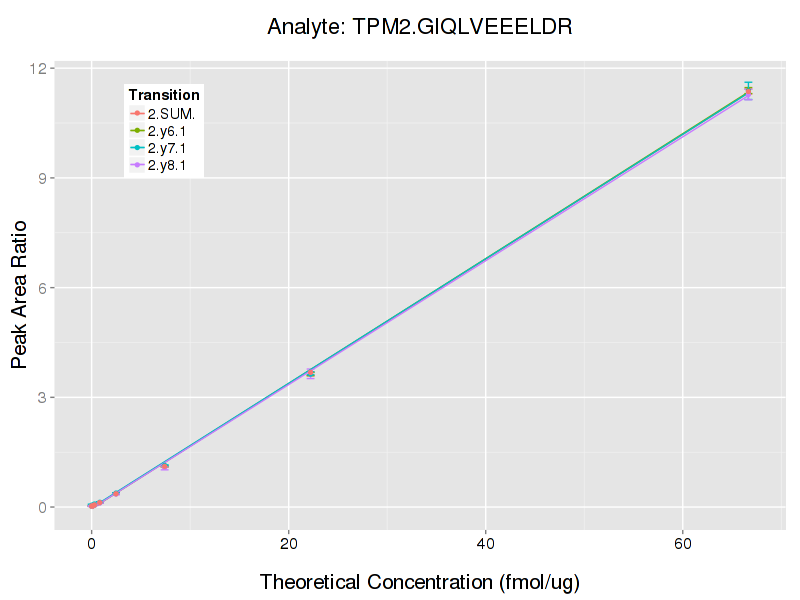 Analyte: TPM2.GIQLVEEELDR
12
9
6
3
0
Peak Area Ratio
Transition
2.SUM.
2.y6.1
2.y7.1
2.y8.1
0 20 40 60
Theoretical Concentration (fmol/ug)